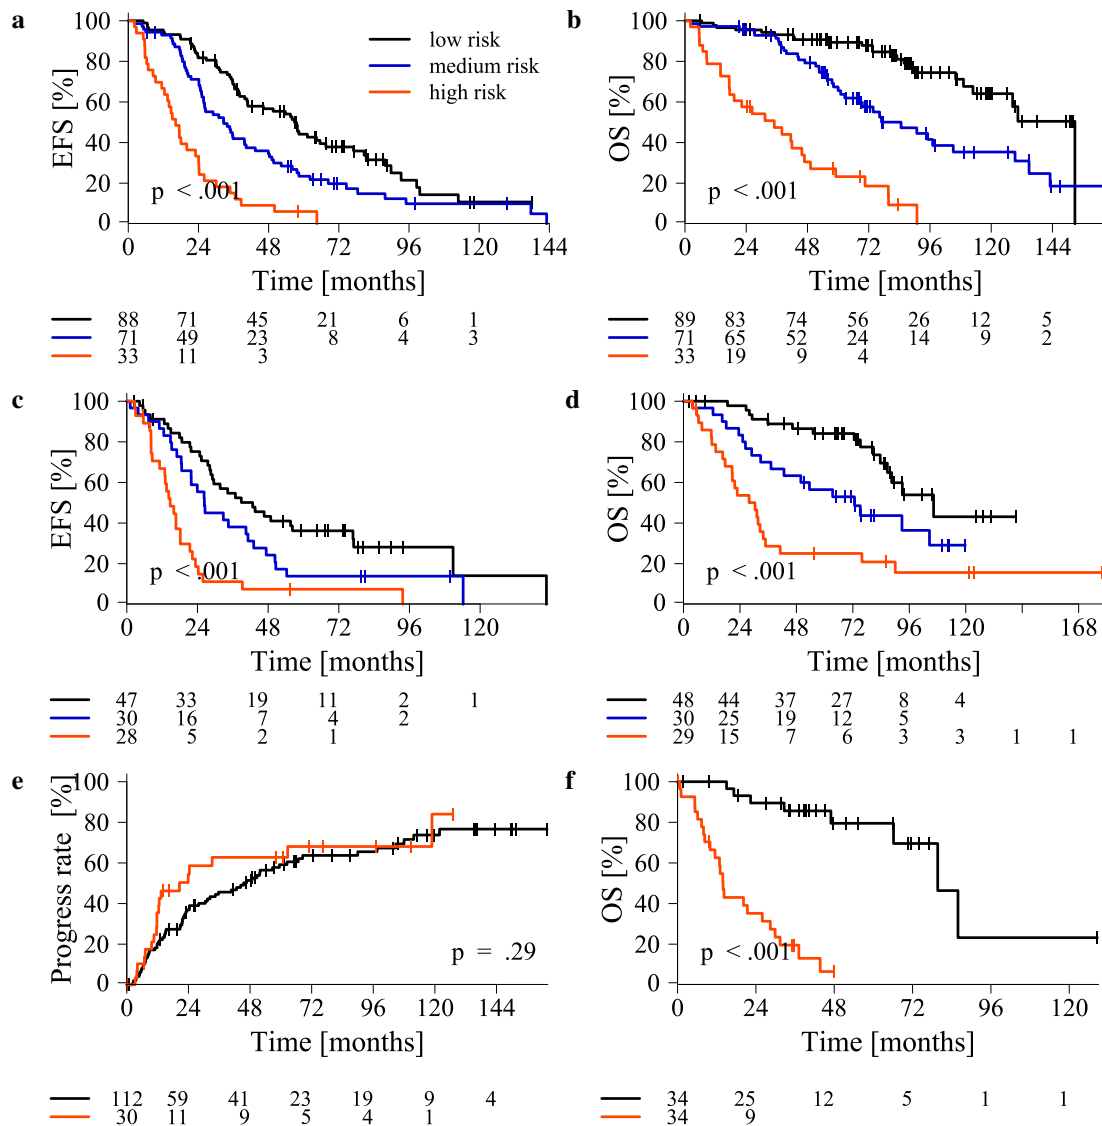 a
EFS [%]
100
80
60
40
20
0
low risk
medium risk
high risk
p < .001
0 24 48 72 96 120 144
Time [months]
88 71 45 21 6 1
71 49 23 8 4 3
33 11 3
b
OS [%]
100
80
60
40
20
0
p < .001
0 24 48 72 96 120 144
Time [months]
89 83 74 56 26 12 5
71 65 52 24 14 9 2
33 19 9 4
c
EFS [%]
100
80
60
40
20
0
p < .001
0 24 48 72 96 120
Time [months]
47 33 19 11 2 1
30 16 7 4 2
28 5 2 1
d
OS [%]
100
80
60
40
20
0
p < .001
0 24 48 72 96 120 168
Time [months]
48 44 37 27 8 4
30 25 19 12 5
29 15 7 6 3 3 1 1
e
Progress rate [%]
100
80
60
40
20
0
p = .29
0 24 48 72 96 120 144
Time [months]
112 59 41 23 19 9 4
30 11 9 5 4 1
f
OS [%]
100
80
60
40
20
0
p < .001
0 24 48 72 96 120
Time [months]
34 25 12 5 1 1
34 9